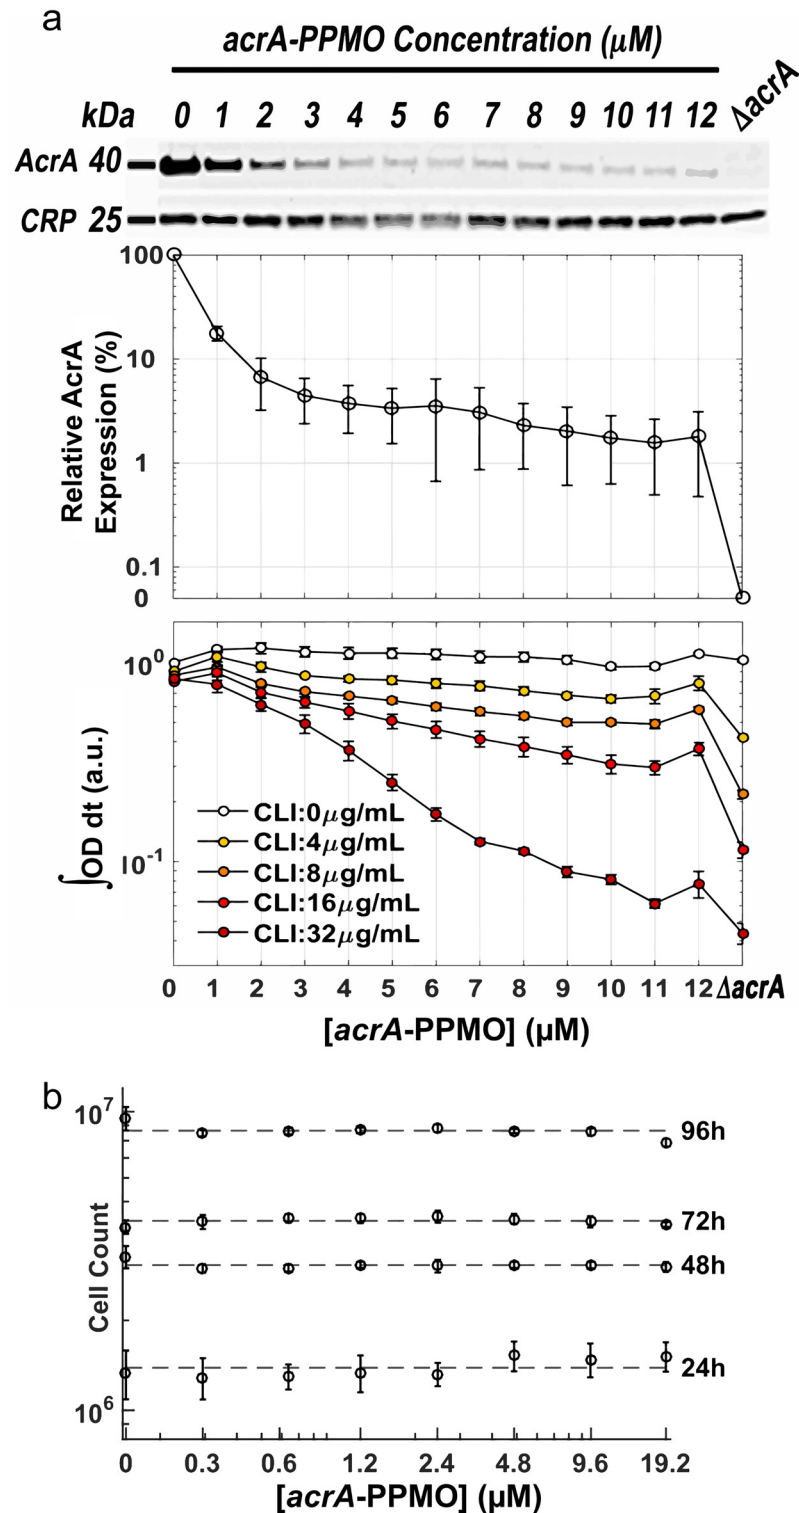 a
acrA-PPMO Concentration (μM)
kDa 0 1 2 3 4 5 6 7 8 9 10 11 12 ΔacrA
AcrA 40
CRP 25
100
10
1
0.1
0
Relative AcrA
Expression (%)
10⁰
10⁻¹
∫OD dt (a.u.)
CLI:0μg/mL
CLI:4μg/mL
CLI:8μg/mL
CLI:16μg/mL
CLI:32μg/mL
0 1 2 3 4 5 6 7 8 9 10 11 12 ΔacrA
[acrA-PPMO] (μM)
b
10⁷
10⁶
Cell Count
96h
72h
48h
24h
0 0.3 0.6 1.2 2.4 4.8 9.6 19.2
[acrA-PPMO] (μM)